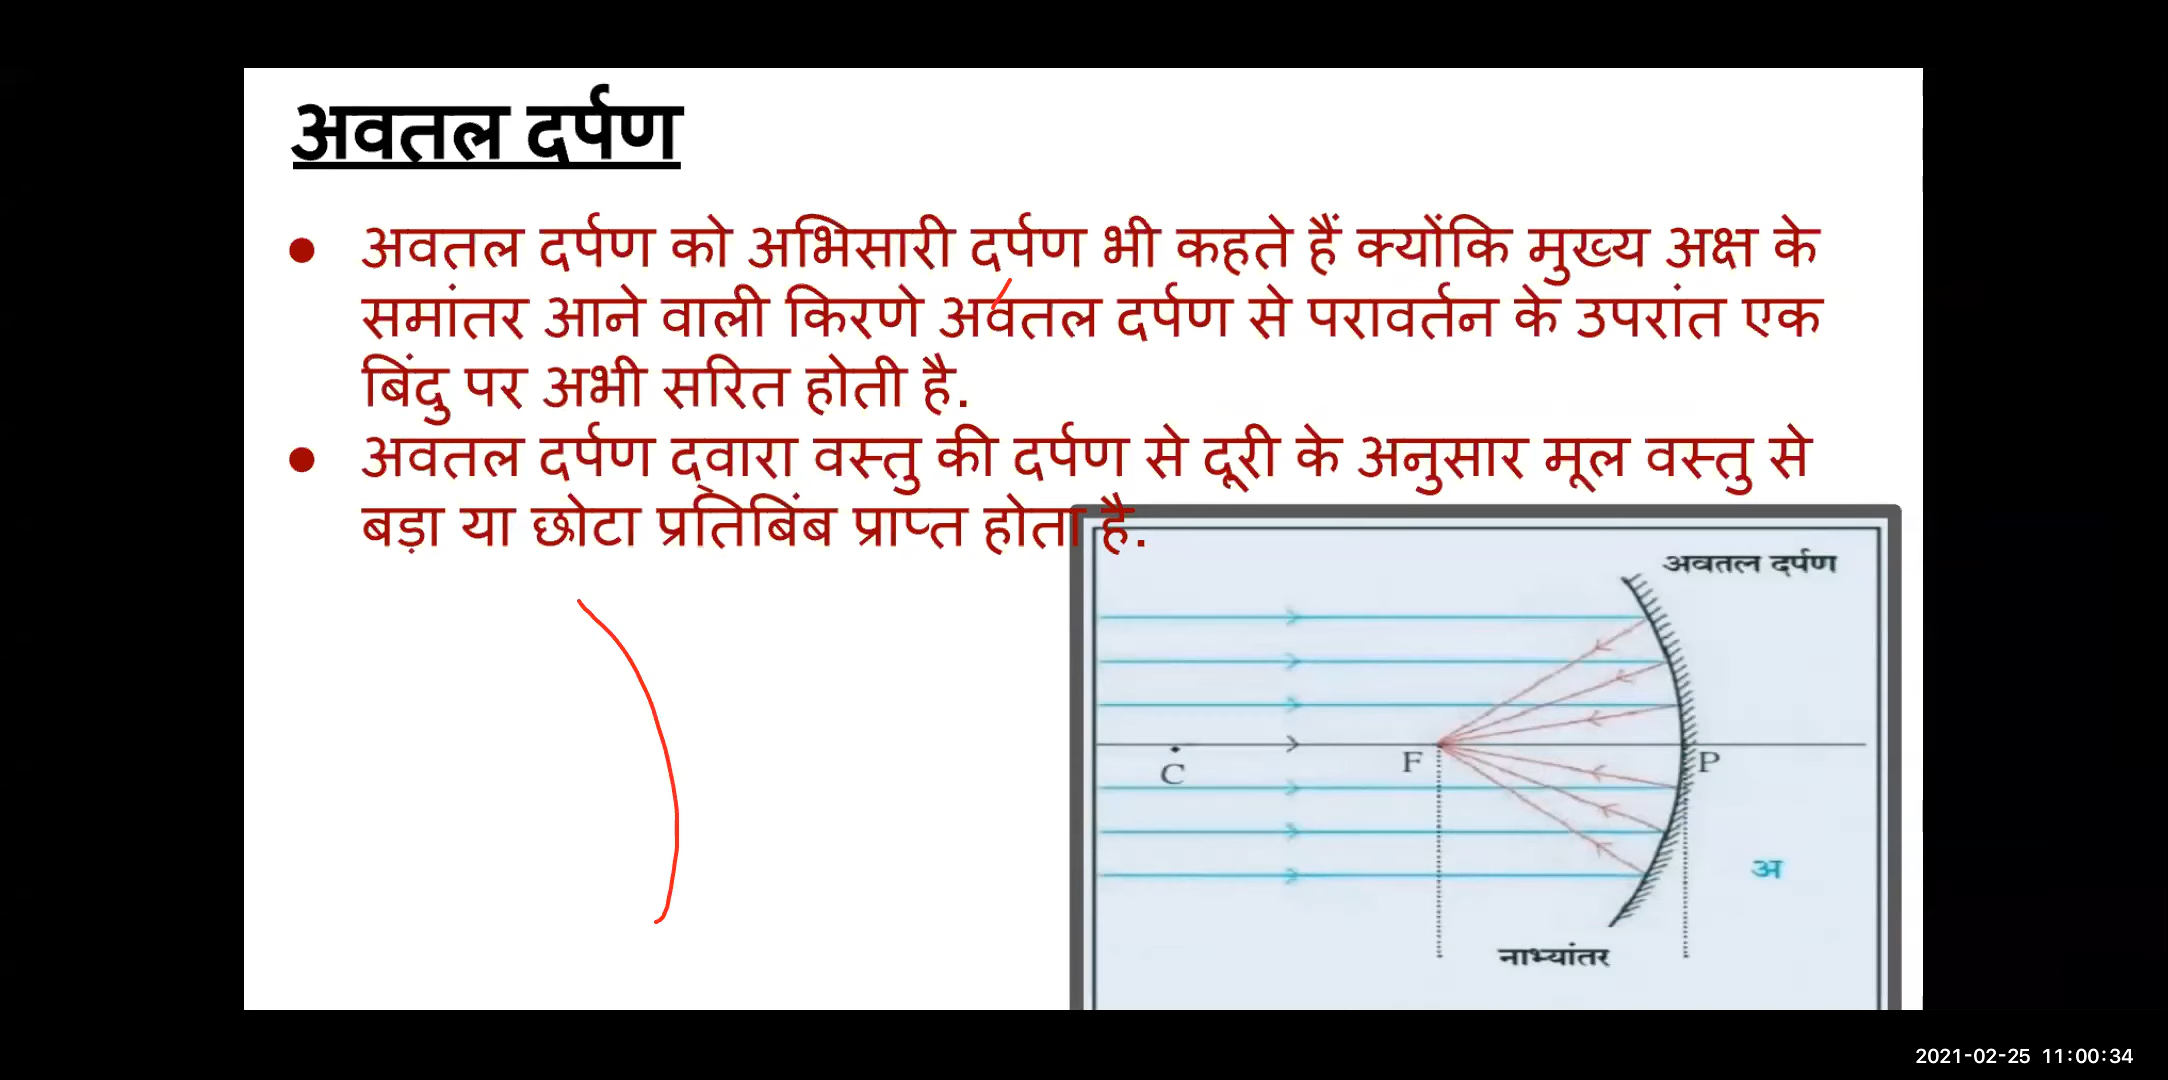 अवतल दर्पण
● अवतल दर्पण को अभिसारी दर्पण भी कहते हैं क्योंकि मुख्य अक्ष के
समांतर आने वाली किरणे अवतल दर्पण से परावर्तन के उपरांत एक
बिंदु पर अभी सरित होती है.
● अवतल दर्पण द्वारा वस्तु की दर्पण से दूरी के अनुसार मूल वस्तु से
बड़ा या छोटा प्रतिबिंब प्राप्त होता है.
अवतल दर्पण
C F P
अ
नाभ्यांतर
2021-02-25 11:00:34